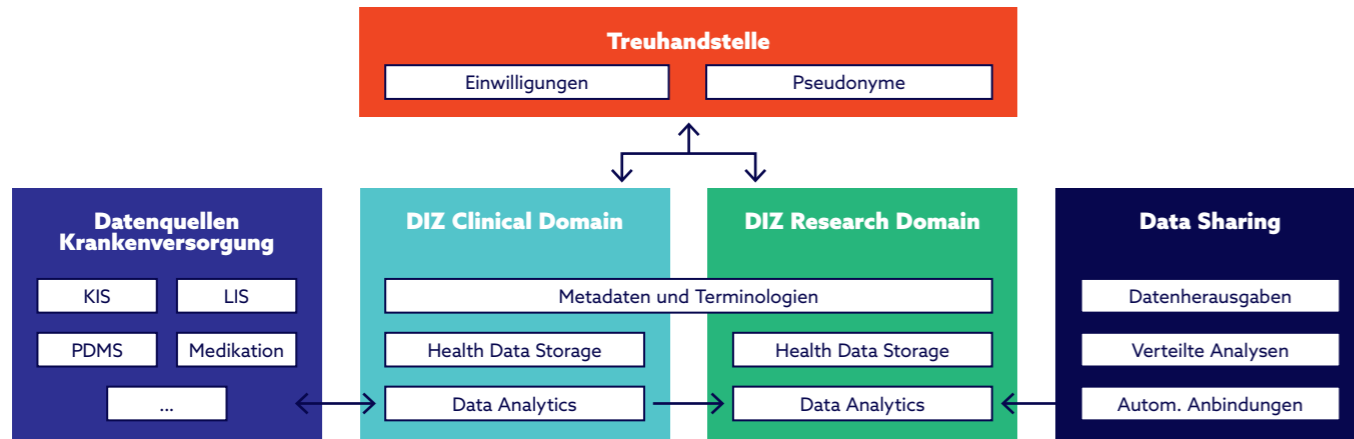 Treuhandstelle
Einwilligungen
Pseudonyme
Datenquellen
Krankenversorgung
KIS
LIS
PDMS
Medikation
...
DIZ Clinical Domain
DIZ Research Domain
Metadaten und Terminologien
Health Data Storage
Health Data Storage
Data Analytics
Data Analytics
Data Sharing
Datenherausgaben
Verteilte Analysen
Autom. Anbindungen